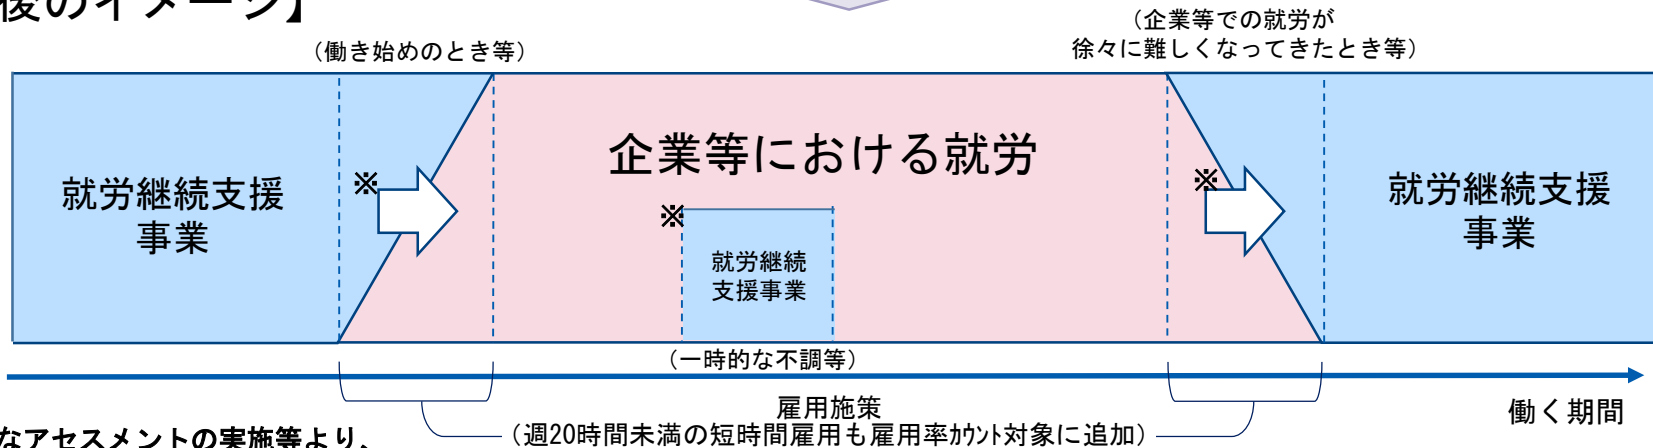 後のイメージ】
(働き始めのとき等)
(企業等での就労が
徐々に難しくなってきたとき等)
就労継続支援
事業
※
企業等における就労
※
就労継続
支援事業
※
就労継続支援
事業
(一時的な不調等)
雇用施策
働く期間
なアセスメントの実施等より、
(週20時間未満の短時間雇用も雇用率ｶｳﾝﾄ対象に追加)